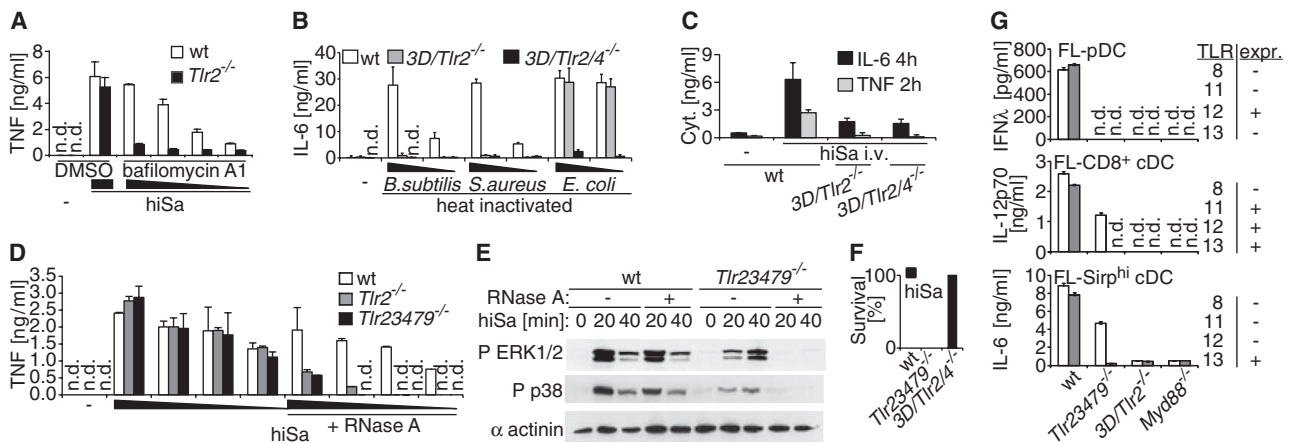 A
TNF [ng/ml]
8
6
4
2
0
wt
Tlr2-/-
n.d.
n.d.
DMSO
bafilomycin A1
-
hiSa
B
IL-6 [ng/ml]
40
30
20
10
0
wt
3D/Tlr2-/-
3D/Tlr2/4-/-
n.d.
-
B.subtilis
S.aureus
E. coli
heat inactivated
C
Cyt. [ng/ml]
9
6
3
0
IL-6 4h
TNF 2h
-
hiSa i.v.
wt
3D/Tlr2-/-
3D/Tlr2/4-/-
D
TNF [ng/ml]
3.5
3.0
2.5
2.0
1.5
1.0
0.5
0.0
wt
Tlr2-/-
Tlr23479-/-
n.d.
n.d.
n.d.
n.d.
n.d.
n.d.
n.d.
n.d.
-
+ RNase A
hiSa
E
wt
Tlr23479-/-
RNase A: - + - +
hiSa [min]: 0 20 40 20 40 0 20 40 20 40
P ERK1/2
P p38
α actinin
F
Survival [%]
100
0
hiSa
wt
Tlr23479-/-
3D/Tlr2/4-/-
G
TLR expr.
FL-pDC
IFNλ [pg/ml]
800
600
400
200
0
n.d. n.d. n.d. n.d. n.d. n.d.
8 -
11 -
12 +
13 -
FL-CD8+ cDC
IL-12p70 [ng/ml]
3
2
1
0
n.d. n.d. n.d. n.d. n.d.
8 -
11 +
12 +
13 +
FL-Sirphi cDC
IL-6 [ng/ml]
10
8
6
4
2
0
8 -
11 -
12 -
13 +
wt
Tlr23479-/-
3D/Tlr2-/-
Myd88-/-